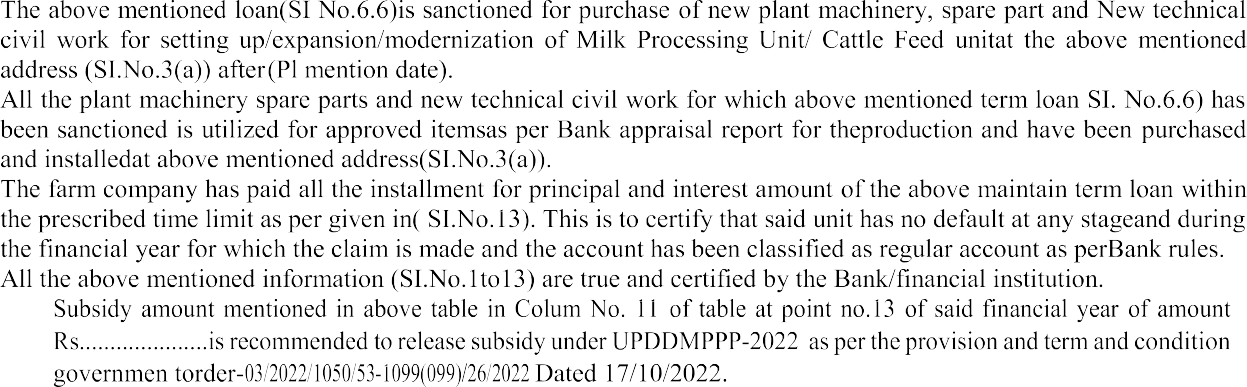 The above mentioned loan(SI No.6.6)is sanctioned for purchase of new plant machinery, spare part and New technical
civil work for setting up/expansion/modernization of Milk Processing Unit/ Cattle Feed unitat the above mentioned
address (SI.No.3(a)) after(Pl mention date).
All the plant machinery spare parts and new technical civil work for which above mentioned term loan SI. No.6.6) has
been sanctioned is utilized for approved itemsas per Bank appraisal report for theproduction and have been purchased
and installedat above mentioned address(SI.No.3(a)).
The farm company has paid all the installment for principal and interest amount of the above maintain term loan within
the prescribed time limit as per given in( SI.No.13). This is to certify that said unit has no default at any stageand during
the financial year for which the claim is made and the account has been classified as regular account as perBank rules.
All the above mentioned information (SI.No.1to13) are true and certified by the Bank/financial institution.
Subsidy amount mentioned in above table in Colum No. 11 of table at point no.13 of said financial year of amount
Rs.....................is recommended to release subsidy under UPDDMPPP-2022 as per the provision and term and condition
governmen torder-03/2022/1050/53-1099(099)/26/2022 Dated 17/10/2022.